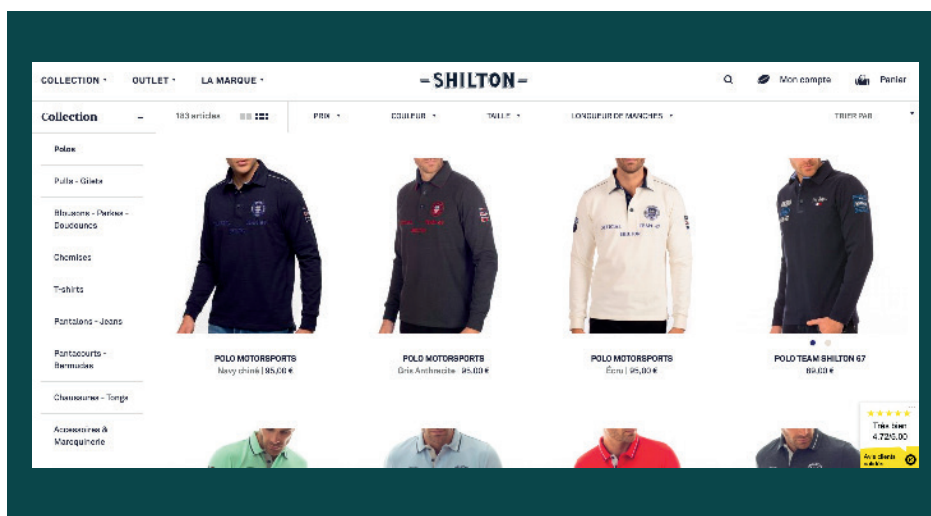 COLLECTION OUTLET LA MARQUE
SHILTON
Mon compte Panier
Collection -
183 articles PRIX COULEUR TAILLE LONGUEUR DE MANCHES TRIER PAR
Polos
Pulls - Gilets
Blousons - Parkas -
Doudounes
Chemises
T-shirts
Pantalons - Jeans
Pantacourts -
Bermudas
Chaussures - Tongs
Accessoires &
Maroquinerie
POLO MOTORSPORTS
Navy chiné | 95,00 €
POLO MOTORSPORTS
Gris Anthracite 95,00 €
POLO MOTORSPORTS
Écru | 95,00 €
POLO TEAM SHILTON 67
89,00 €
Très bien
4.72/5.00
Avis clients